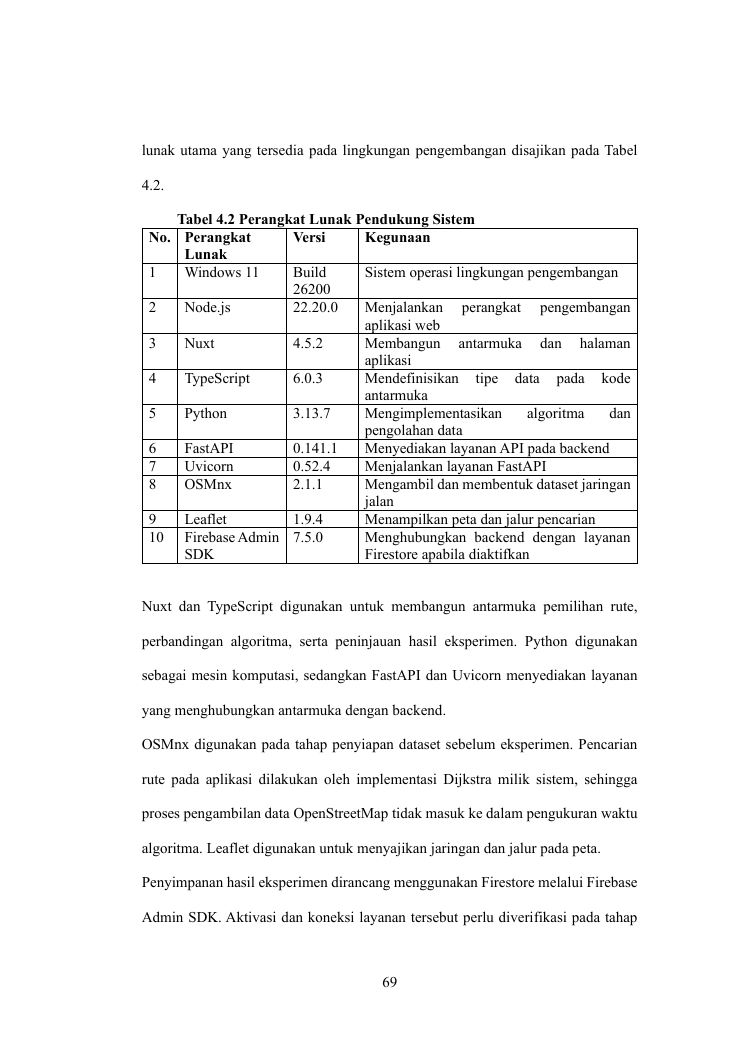 lunak utama yang tersedia pada lingkungan pengembangan disajikan pada Tabel
4.2.
Tabel 4.2 Perangkat Lunak Pendukung Sistem
No. Perangkat Lunak Versi Kegunaan
1 Windows 11 Build 26200 Sistem operasi lingkungan pengembangan
2 Node.js 22.20.0 Menjalankan perangkat pengembangan aplikasi web
3 Nuxt 4.5.2 Membangun antarmuka dan halaman aplikasi
4 TypeScript 6.0.3 Mendefinisikan tipe data pada kode antarmuka
5 Python 3.13.7 Mengimplementasikan algoritma dan pengolahan data
6 FastAPI 0.141.1 Menyediakan layanan API pada backend
7 Uvicorn 0.52.4 Menjalankan layanan FastAPI
8 OSMnx 2.1.1 Mengambil dan membentuk dataset jaringan jalan
9 Leaflet 1.9.4 Menampilkan peta dan jalur pencarian
10 Firebase Admin SDK 7.5.0 Menghubungkan backend dengan layanan Firestore apabila diaktifkan
Nuxt dan TypeScript digunakan untuk membangun antarmuka pemilihan rute,
perbandingan algoritma, serta peninjauan hasil eksperimen. Python digunakan
sebagai mesin komputasi, sedangkan FastAPI dan Uvicorn menyediakan layanan
yang menghubungkan antarmuka dengan backend.
OSMnx digunakan pada tahap penyiapan dataset sebelum eksperimen. Pencarian
rute pada aplikasi dilakukan oleh implementasi Dijkstra milik sistem, sehingga
proses pengambilan data OpenStreetMap tidak masuk ke dalam pengukuran waktu
algoritma. Leaflet digunakan untuk menyajikan jaringan dan jalur pada peta.
Penyimpanan hasil eksperimen dirancang menggunakan Firestore melalui Firebase
Admin SDK. Aktivasi dan koneksi layanan tersebut perlu diverifikasi pada tahap
69